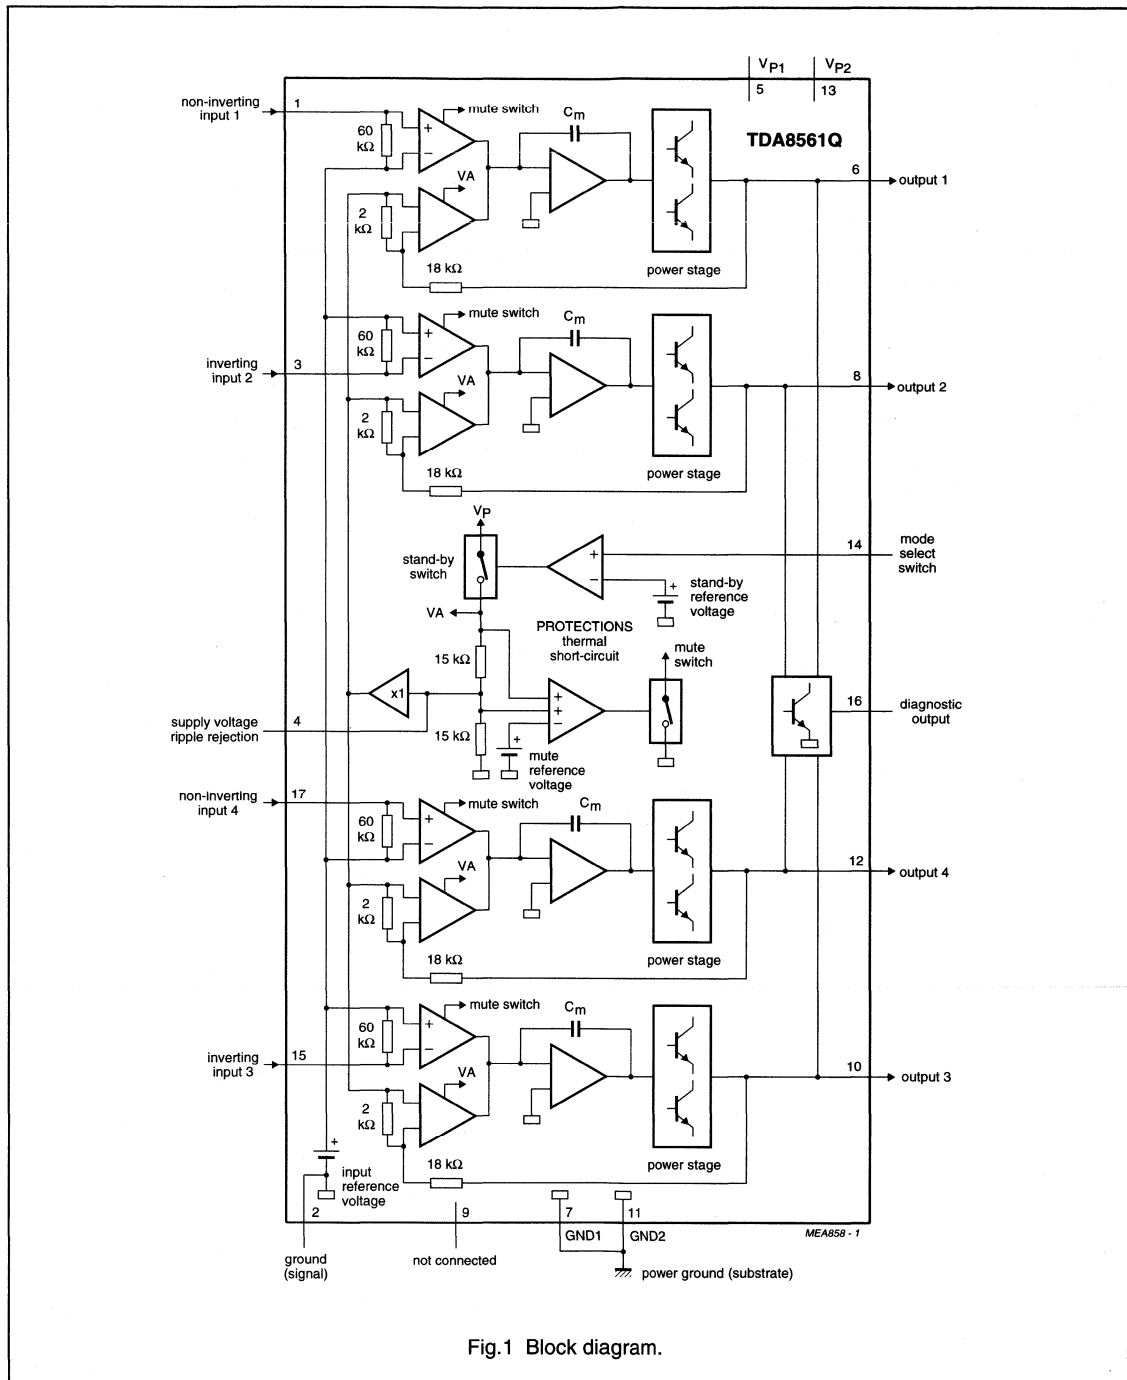 VP1
VP2
5
13
non-inverting
input 1
1
60
kΩ
+
−
mute switch
Cm
TDA8561Q
VA
2
kΩ
6
output 1
18 kΩ
power stage
60
kΩ
+
−
mute switch
Cm
inverting
input 2
3
VA
2
kΩ
8
output 2
18 kΩ
power stage
VP
stand-by
switch
+
−
14
mode
select
switch
+
stand-by
reference
voltage
VA
PROTECTIONS
thermal
short-circuit
15 kΩ
mute
switch
x1
+
+
−
16
diagnostic
output
supply voltage
ripple rejection
4
15 kΩ
+
mute
reference
voltage
non-inverting
input 4
17
60
kΩ
+
−
mute switch
Cm
VA
2
kΩ
12
output 4
18 kΩ
power stage
60
kΩ
+
−
mute switch
Cm
inverting
input 3
15
VA
2
kΩ
10
output 3
18 kΩ
power stage
+
input
reference
voltage
2
9
7
11
GND1
GND2
MEA858 - 1
ground
(signal)
not connected
power ground (substrate)
Fig.1 Block diagram.